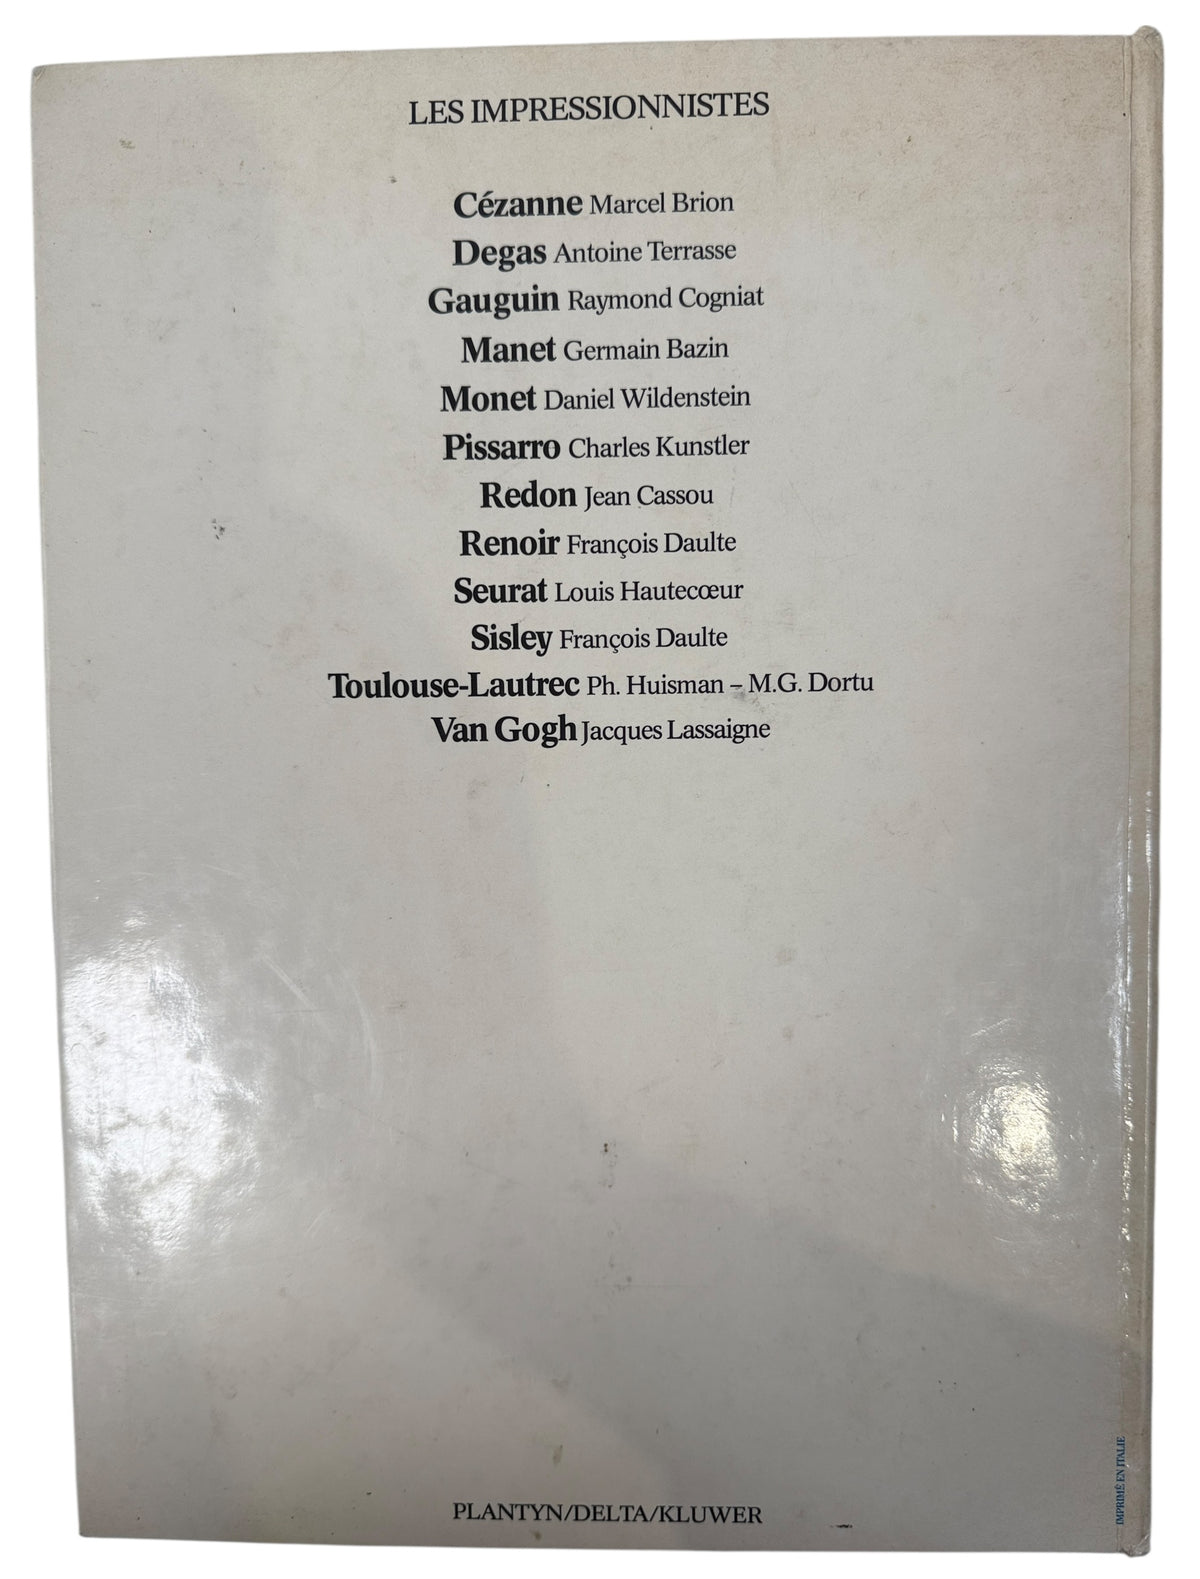 LES IMPRESSIONNISTES
Cézanne Marcel Brion
Degas Antoine Terrasse
Gauguin Raymond Cogniat
Manet Germain Bazin
Monet Daniel Wildenstein
Pissarro Charles Kunstler
Redon Jean Cassou
Renoir François Daulte
Seurat Louis Hautecœur
Sisley François Daulte
Toulouse-Lautrec Ph. Huisman – M.G. Dortu
Van Gogh Jacques Lassaigne
PLANTYN/DELTA/KLUWER
IMPRIMÉ EN ITALIE